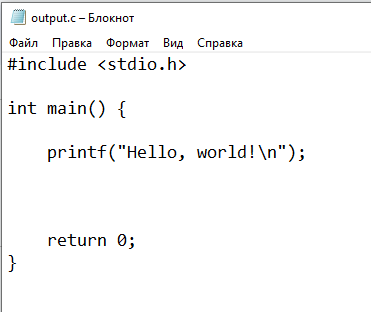 output.c – Блокнот
Файл Правка Формат Вид Справка
#include <stdio.h>
int main() {
    printf("Hello, world!\n");
    return 0;
}